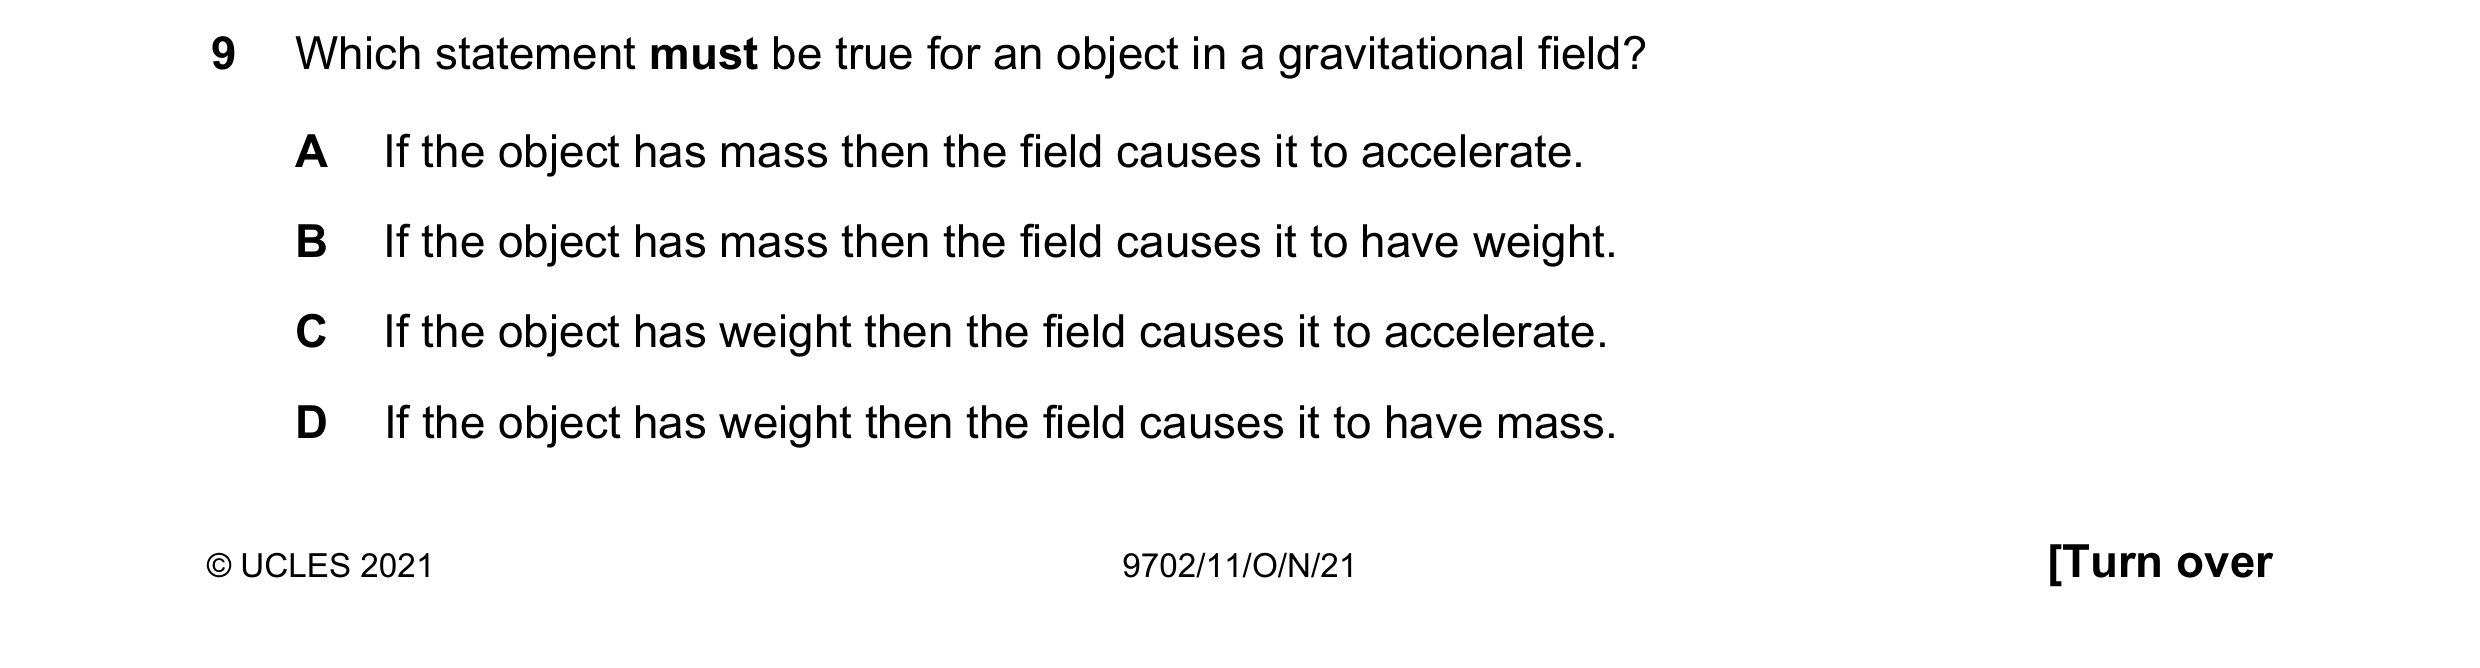 9 Which statement must be true for an object in a gravitational field?
A If the object has mass then the field causes it to accelerate.
B If the object has mass then the field causes it to have weight.
C If the object has weight then the field causes it to accelerate.
D If the object has weight then the field causes it to have mass.
© UCLES 2021 9702/11/O/N/21 [Turn over